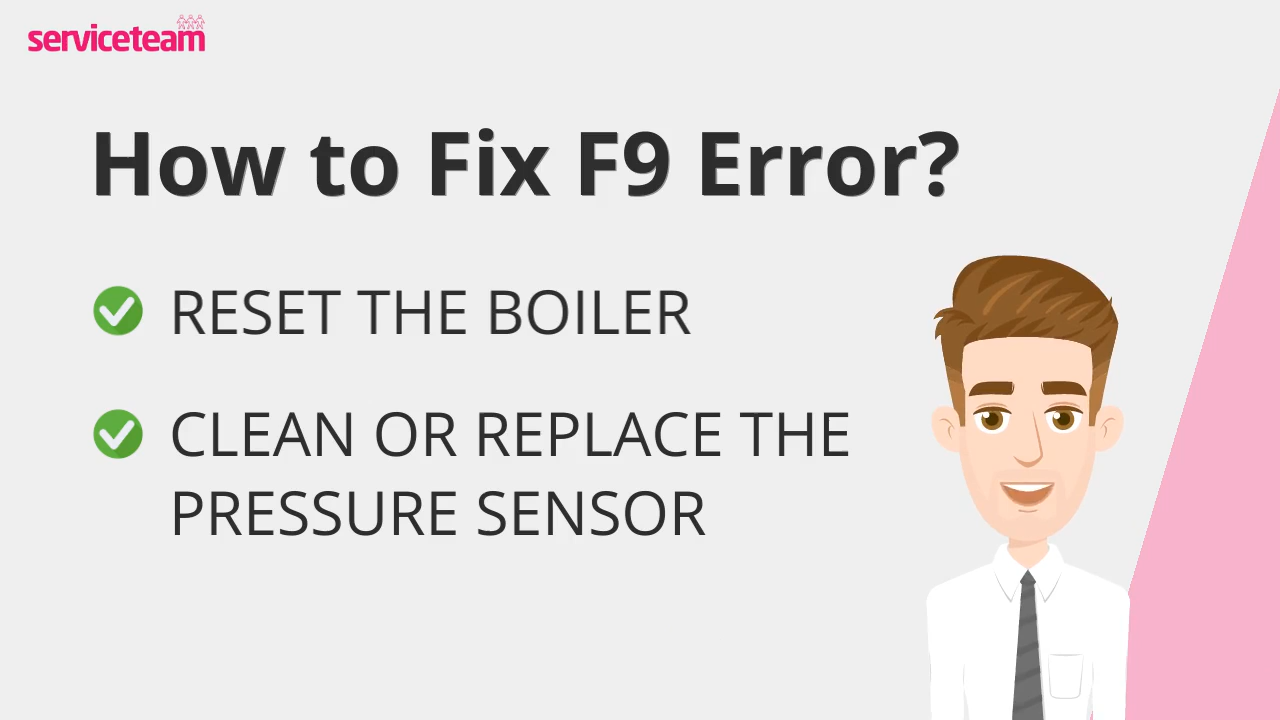 serviceteam
How to Fix F9 Error?
RESET THE BOILER
CLEAN OR REPLACE THE
PRESSURE SENSOR